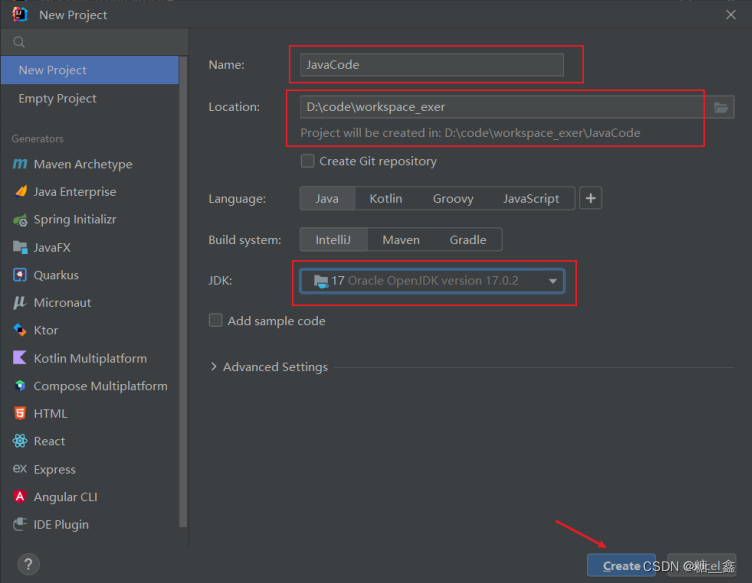 New Project
New Project
Empty Project
Generators
Maven Archetype
Java Enterprise
Spring Initializr
JavaFX
Quarkus
Micronaut
Ktor
Kotlin Multiplatform
Compose Multiplatform
HTML
React
Express
Angular CLI
IDE Plugin
Name:
JavaCode
Location:
D:\code\workspace_exer
Project will be created in: D:\code\workspace_exer\JavaCode
Create Git repository
Language:
Java Kotlin Groovy JavaScript +
Build system:
IntelliJ Maven Gradle
JDK:
17 Oracle OpenJDK version 17.0.2
Add sample code
Advanced Settings
?
Create
CSDN @糖_鑫